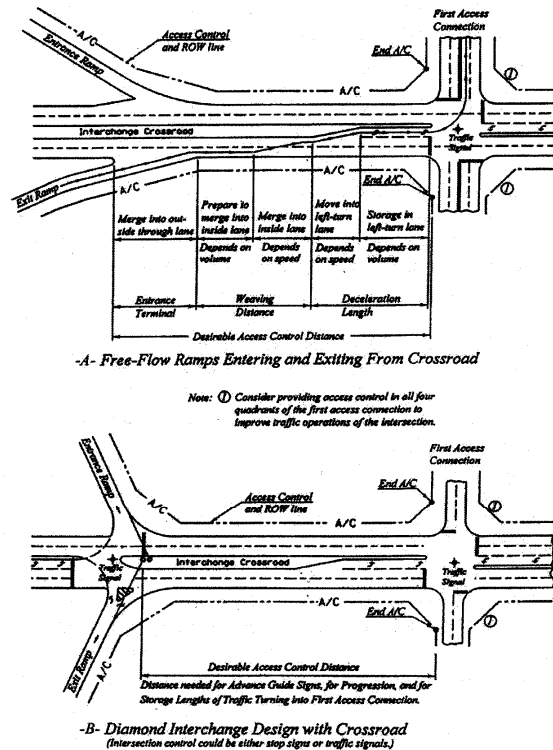 First Access
Connection
Access Control
and ROW line
A/C
Entrance Ramp
End A/C
①
A/C
Interchange Crossroad
Traffic
Signal
Exit Ramp
A/C
End A/C
①
Merge into out-
side through lane
Prepare to
merge into
inside lane
Merge into
inside lane
Move into
left-turn
lane
Storage in
left-turn lane
Depends on
volume
Depends
on speed
Depends
on speed
Depends on
volume
Entrance
Terminal
Weaving
Distance
Deceleration
Length
Desirable Access Control Distance
-A- Free-Flow Ramps Entering and Exiting From Crossroad
Note: ① Consider providing access control in all four
quadrants of the first access connection to
improve traffic operations of the intersection.
First Access
Connection
Entrance Ramp
A/C
Access Control
and ROW line
End A/C
①
A/C
Interchange Crossroad
Traffic
Signal
Traffic
Signal
A/C
A/C
End A/C
①
Exit Ramp
Desirable Access Control Distance
Distance needed for Advance Guide Signs, for Progression, and for
Storage Lengths of Traffic Turning into First Access Connection.
-B- Diamond Interchange Design with Crossroad
(Intersection control could be either stop signs or traffic signals.)